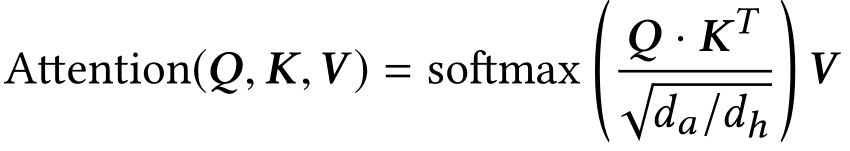 Attention(Q, K, V) = softmax(Q · K^T / √(d_a/d_h)) V